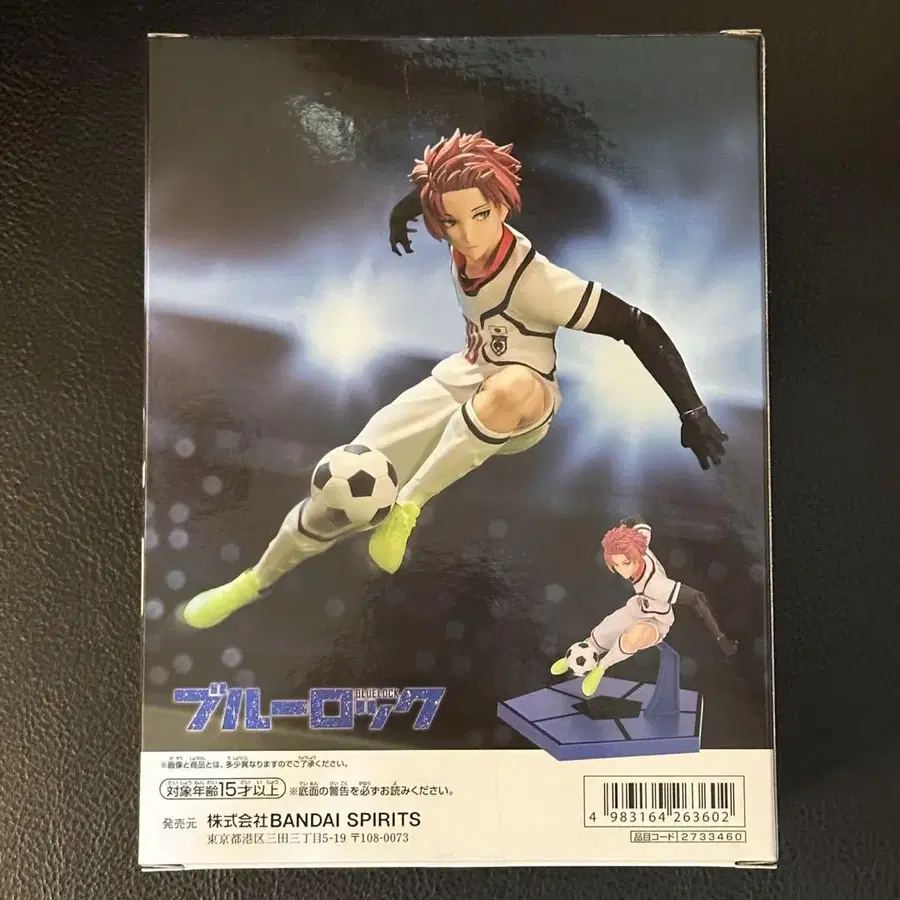 10
ブルーロック
BLUELOCK
※画像と商品とは、多少異なりますのでご了承ください。
対象年齢15才以上 ※底面の警告を必ずお読みください。
発売元 株式会社BANDAI SPIRITS
東京都港区三田三丁目5-19 〒108-0073
4 983164 263602
品目コード 2733460